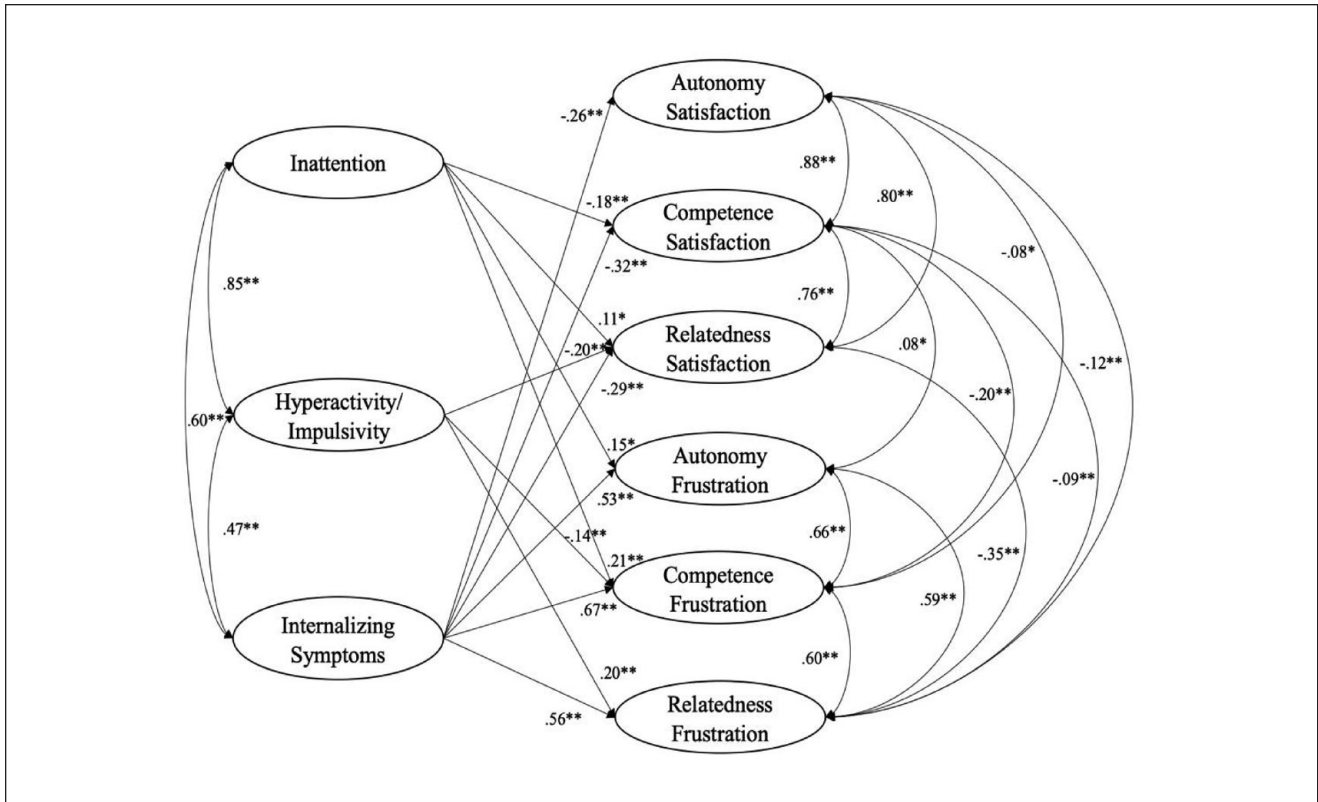 Autonomy
Satisfaction
-.26**
Inattention
.88**
.80**
-.18**
Competence
Satisfaction
-.08*
-.32**
.85**
.76**
.11*
Relatedness
Satisfaction
.08*
-.20**
-.12**
-.29**
-.20**
Hyperactivity/
Impulsivity
.60**
.15*
Autonomy
Frustration
-.09**
.53**
.47**
-.14**
.66**
-.35**
.21**
Competence
Frustration
.59**
.67**
Internalizing
Symptoms
.60**
.20**
Relatedness
Frustration
.56**